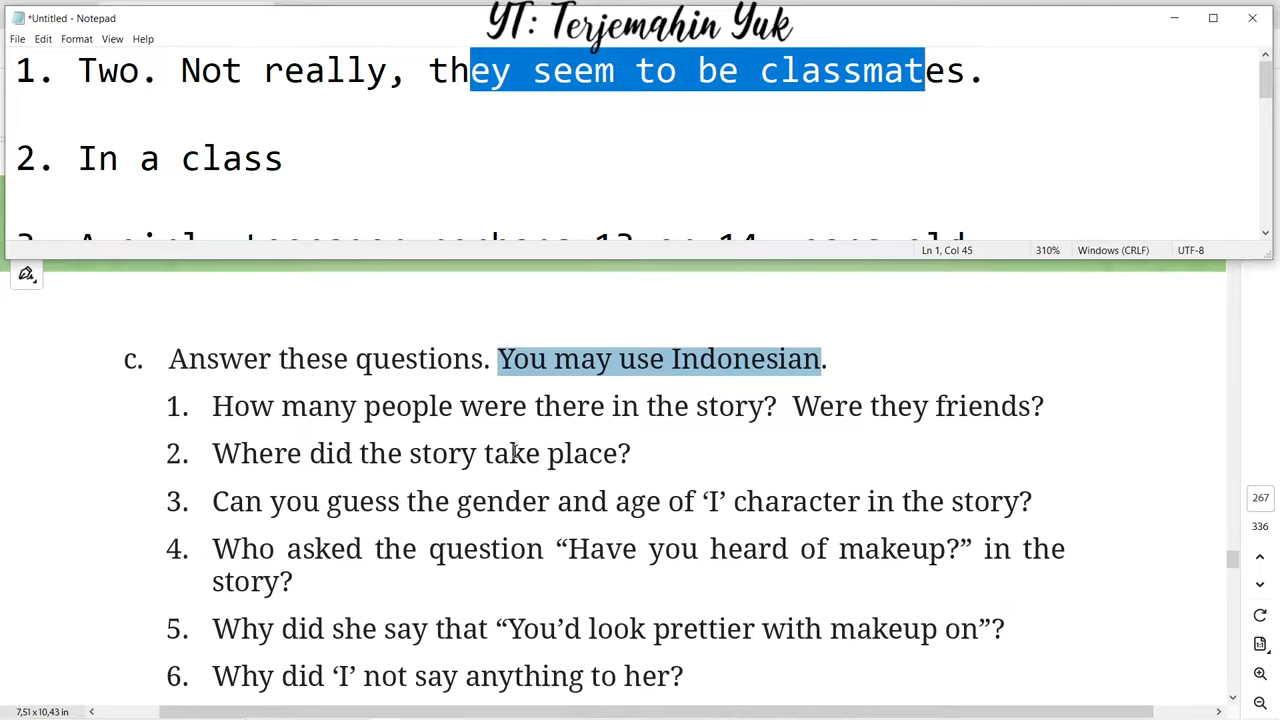 *Untitled - Notepad
YT: Terjemahin Yuk
File Edit Format View Help
1. Two. Not really, they seem to be classmates.
2. In a class
Ln 1, Col 45 310% Windows (CRLF) UTF-8
c. Answer these questions. You may use Indonesian.
1. How many people were there in the story? Were they friends?
2. Where did the story take place?
3. Can you guess the gender and age of ‘I’ character in the story?
4. Who asked the question “Have you heard of makeup?” in the
story?
5. Why did she say that “You’d look prettier with makeup on”?
6. Why did ‘I’ not say anything to her?
267
336
7,51 x 10,43 in